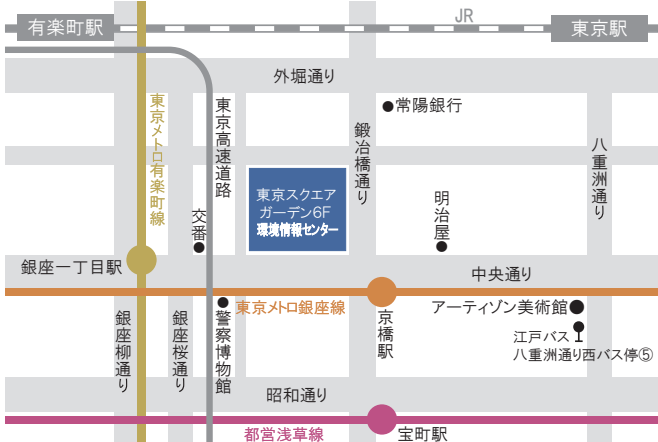 JR
有楽町駅
東京駅
外堀通り
常陽銀行
東京メトロ有楽町線
東京高速道路
鍛冶橋通り
八重洲通り
東京スクエア
ガーデン6F
環境情報センター
交番
明治屋
銀座一丁目駅
中央通り
東京メトロ銀座線
アーティゾン美術館
銀座柳通り
銀座桜通り
警察博物館
京橋駅
江戸バス
八重洲通り西バス停⑤
昭和通り
都営浅草線
宝町駅